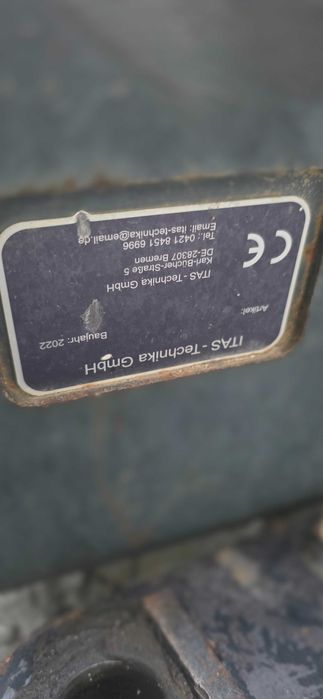 ITAS - Technika GmbH
Baujahr: 2022
Artikel:
CE
ITAS - Technika GmbH
Karl-Bücher-Straße 5
DE-28307 Bremen
Tel.: 0421 8451 6996
Email: itas-technika@email.de